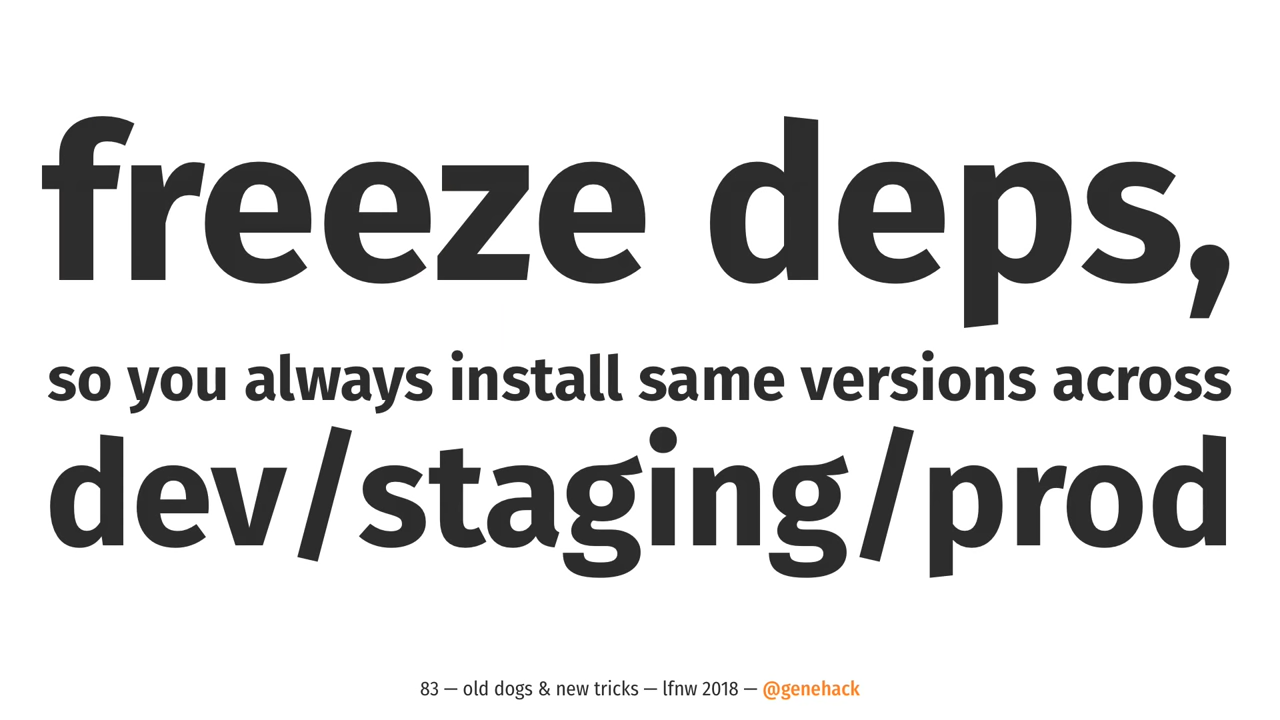 freeze deps,
so you always install same versions across
dev/staging/prod
83 — old dogs & new tricks — lfnw 2018 — @genehack